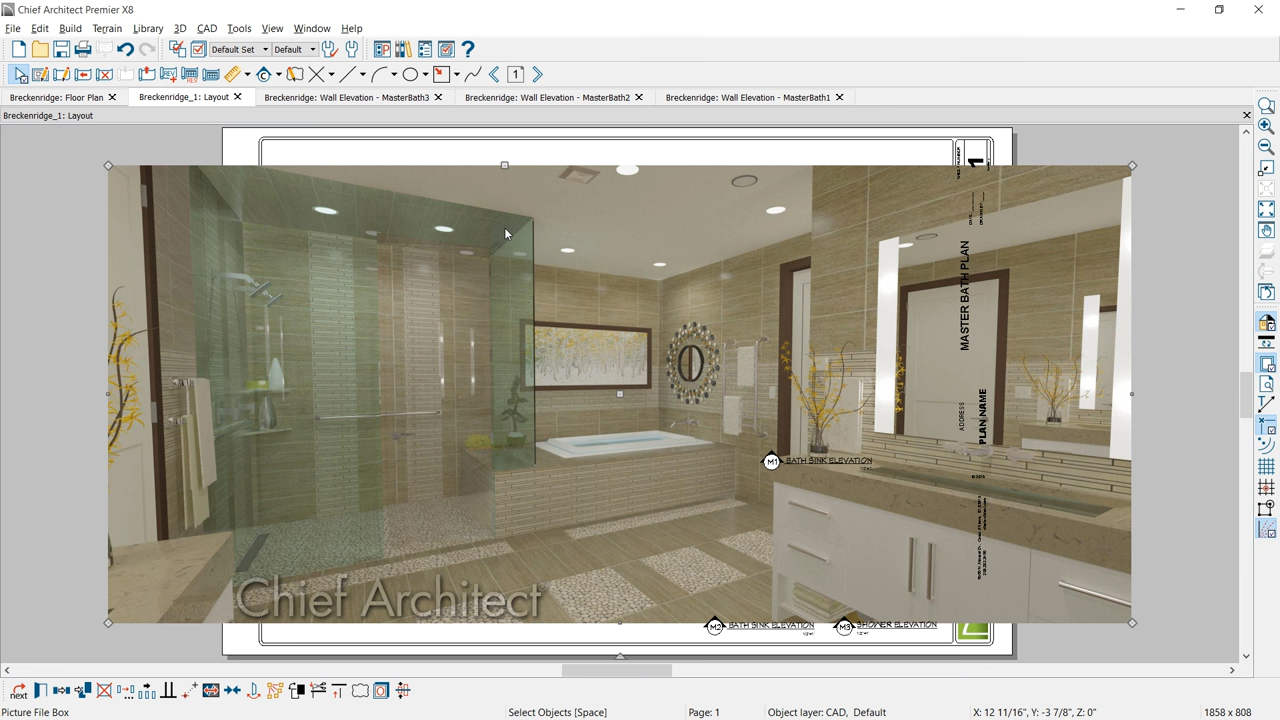 Chief Architect Premier X8
File Edit Build Terrain Library 3D CAD Tools View Window Help
Default Set Default
1
Breckenridge: Floor Plan Breckenridge_1: Layout Breckenridge: Wall Elevation - MasterBath3 Breckenridge: Wall Elevation - MasterBath2 Breckenridge: Wall Elevation - MasterBath1
Breckenridge_1: Layout
1
MASTER BATH PLAN
ADDRESS
PLAN NAME
M1 BATH SINK ELEVATION
Chief Architect
M2 BATH SINK ELEVATION
M3 SHOWER ELEVATION
next
Picture File Box Select Objects [Space] Page: 1 Object layer: CAD, Default X: 12 11/16", Y: -3 7/8", Z: 0" 1858 x 808